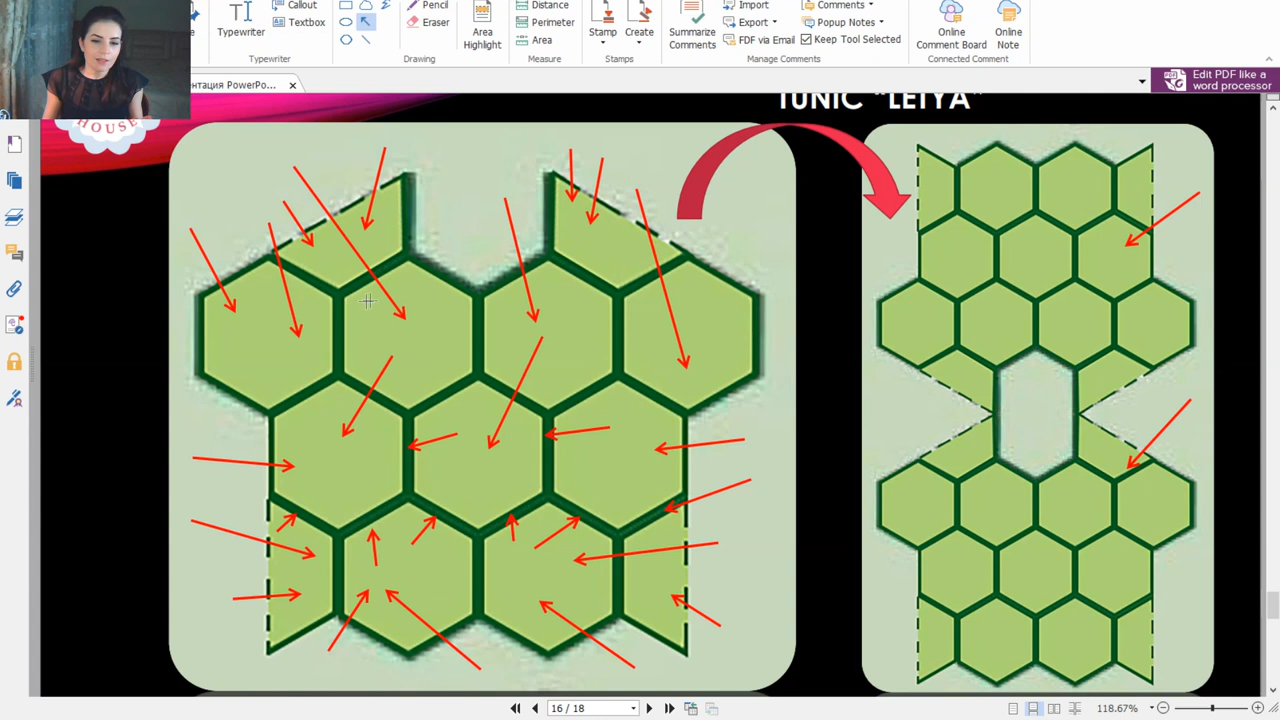 Callout
Pencil
Distance
Import
Comments
Typewriter
Textbox
Eraser
Perimeter
Area
Highlight
Stamp
Create
Summarize
Comments
Export
Popup Notes
Online
Comment Board
Online
Note
Area
FDF via Email
Keep Tool Selected
Typewriter
Drawing
Measure
Stamps
Manage Comments
Connected Comment
нтация PowerPo...
Edit PDF like a
word processor
HOUSE
TUNIC "LEIYA"
16 / 18
118.67%